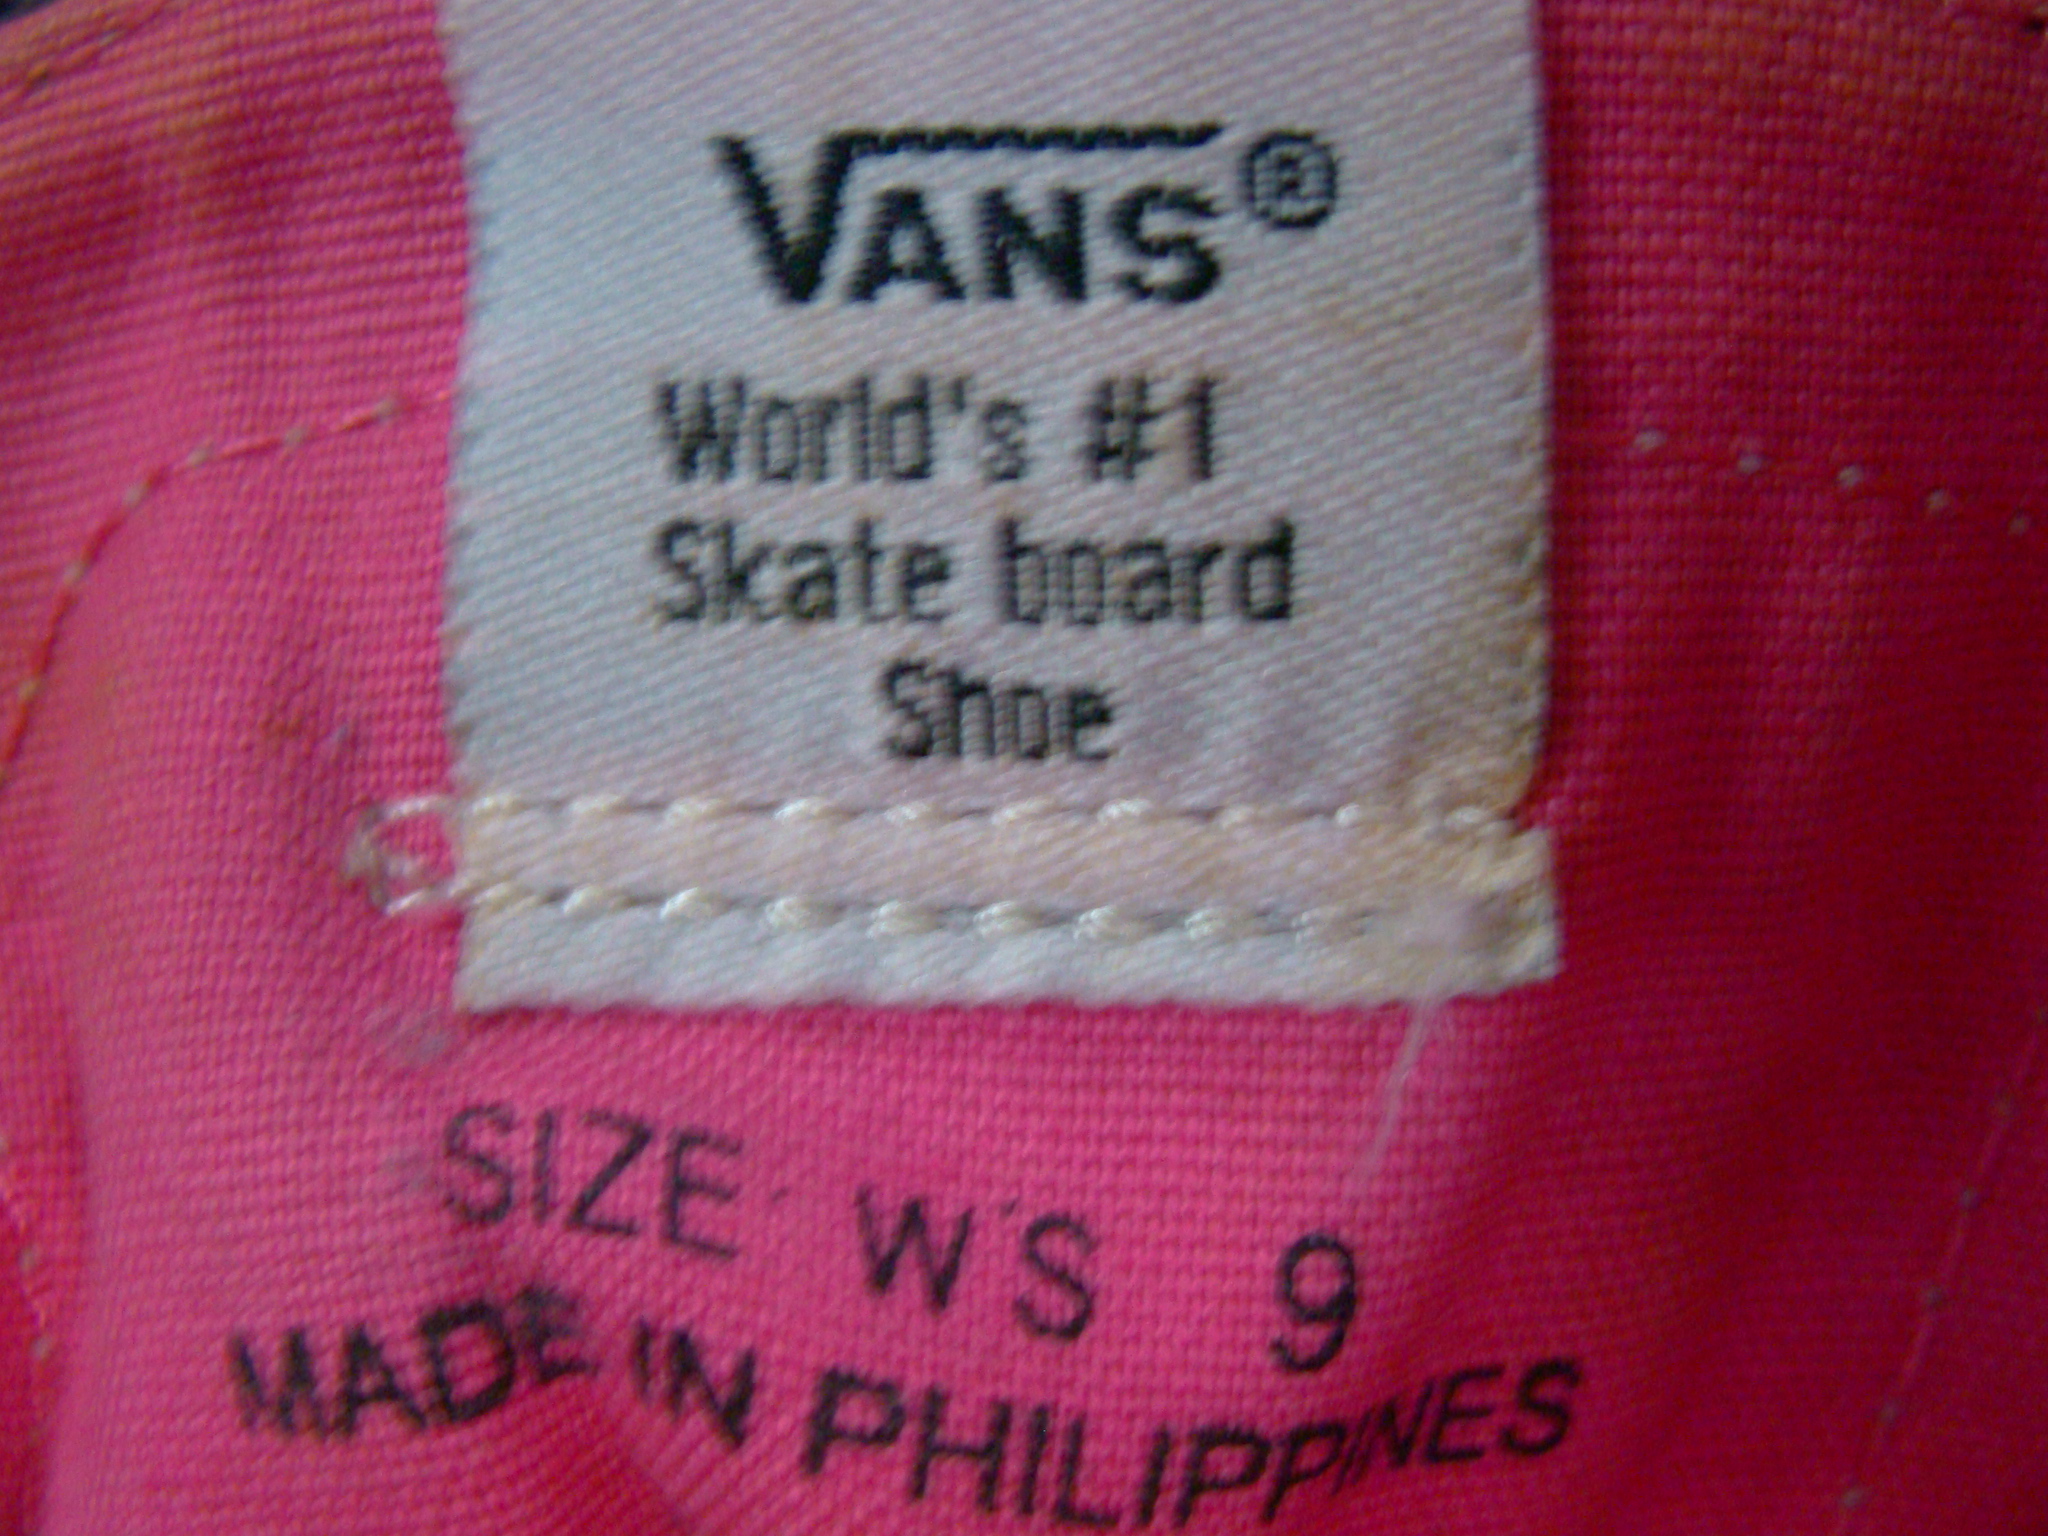 VANS®
World's #1
Skate board
Shoe
SIZE W'S 9
MADE IN PHILIPPINES